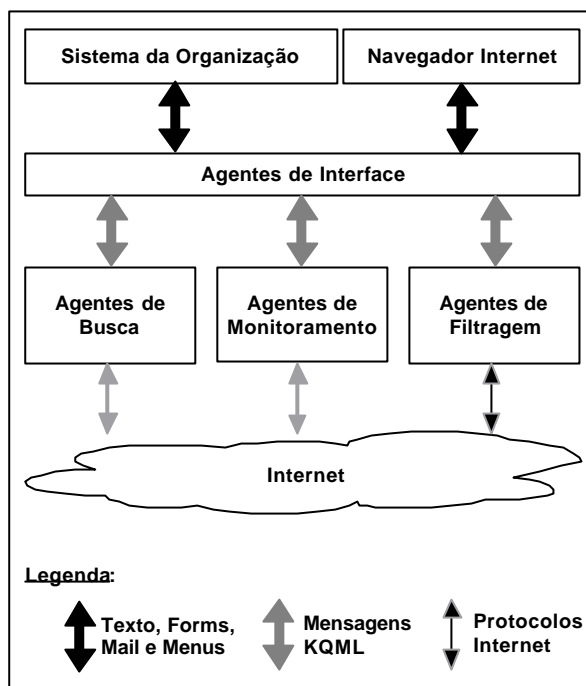 Sistema da Organização
Navegador Internet
Agentes de Interface
Agentes de
Busca
Agentes de
Monitoramento
Agentes de
Filtragem
Internet
Legenda:
Texto, Forms,
Mail e Menus
Mensagens
KQML
Protocolos
Internet